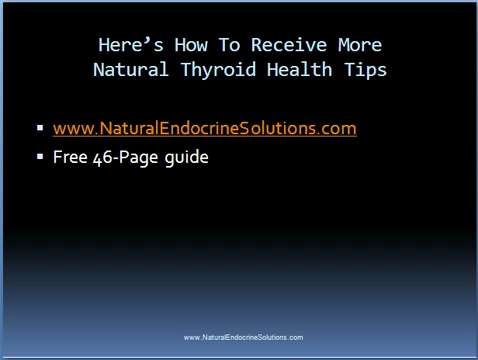 Here’s How To Receive More
Natural Thyroid Health Tips
▪ www.NaturalEndocrineSolutions.com
▪ Free 46-Page guide
www.NaturalEndocrineSolutions.com